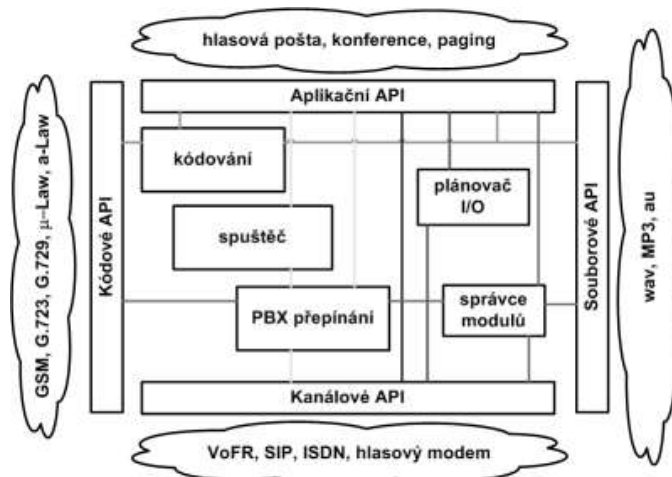 hlasová pošta, konference, paging
Aplikační API
GSM, G.723, G.729, µ–Law, a-Law
Kódové API
kódování
plánovač
I/O
spuštěč
PBX přepínání
správce
modulů
Souborové API
wav, MP3, au
Kanálové API
VoFR, SIP, ISDN, hlasový modem